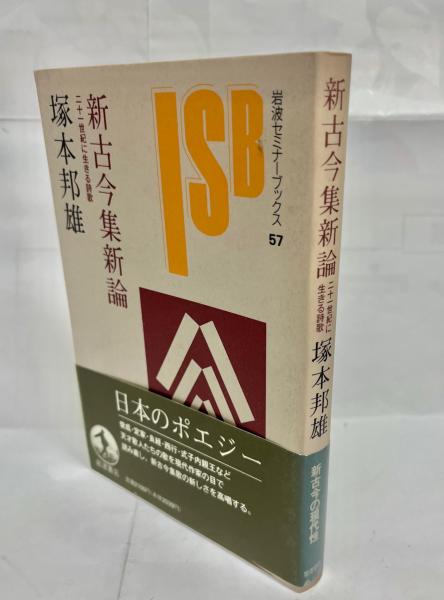 新古今集新論
二十一世紀に生きる詩歌
塚本邦雄
ISB
岩波セミナーブックス 57
日本のポエジー
俊成・定家・良経・西行・式子内親王など
天才歌人たちの歌を現代作家の目で
読み直し、新古今集歌の新しさを高唱する。
岩波書店
新古今集新論
二十一世紀に
生きる詩歌
塚本邦雄
新古今の現代性